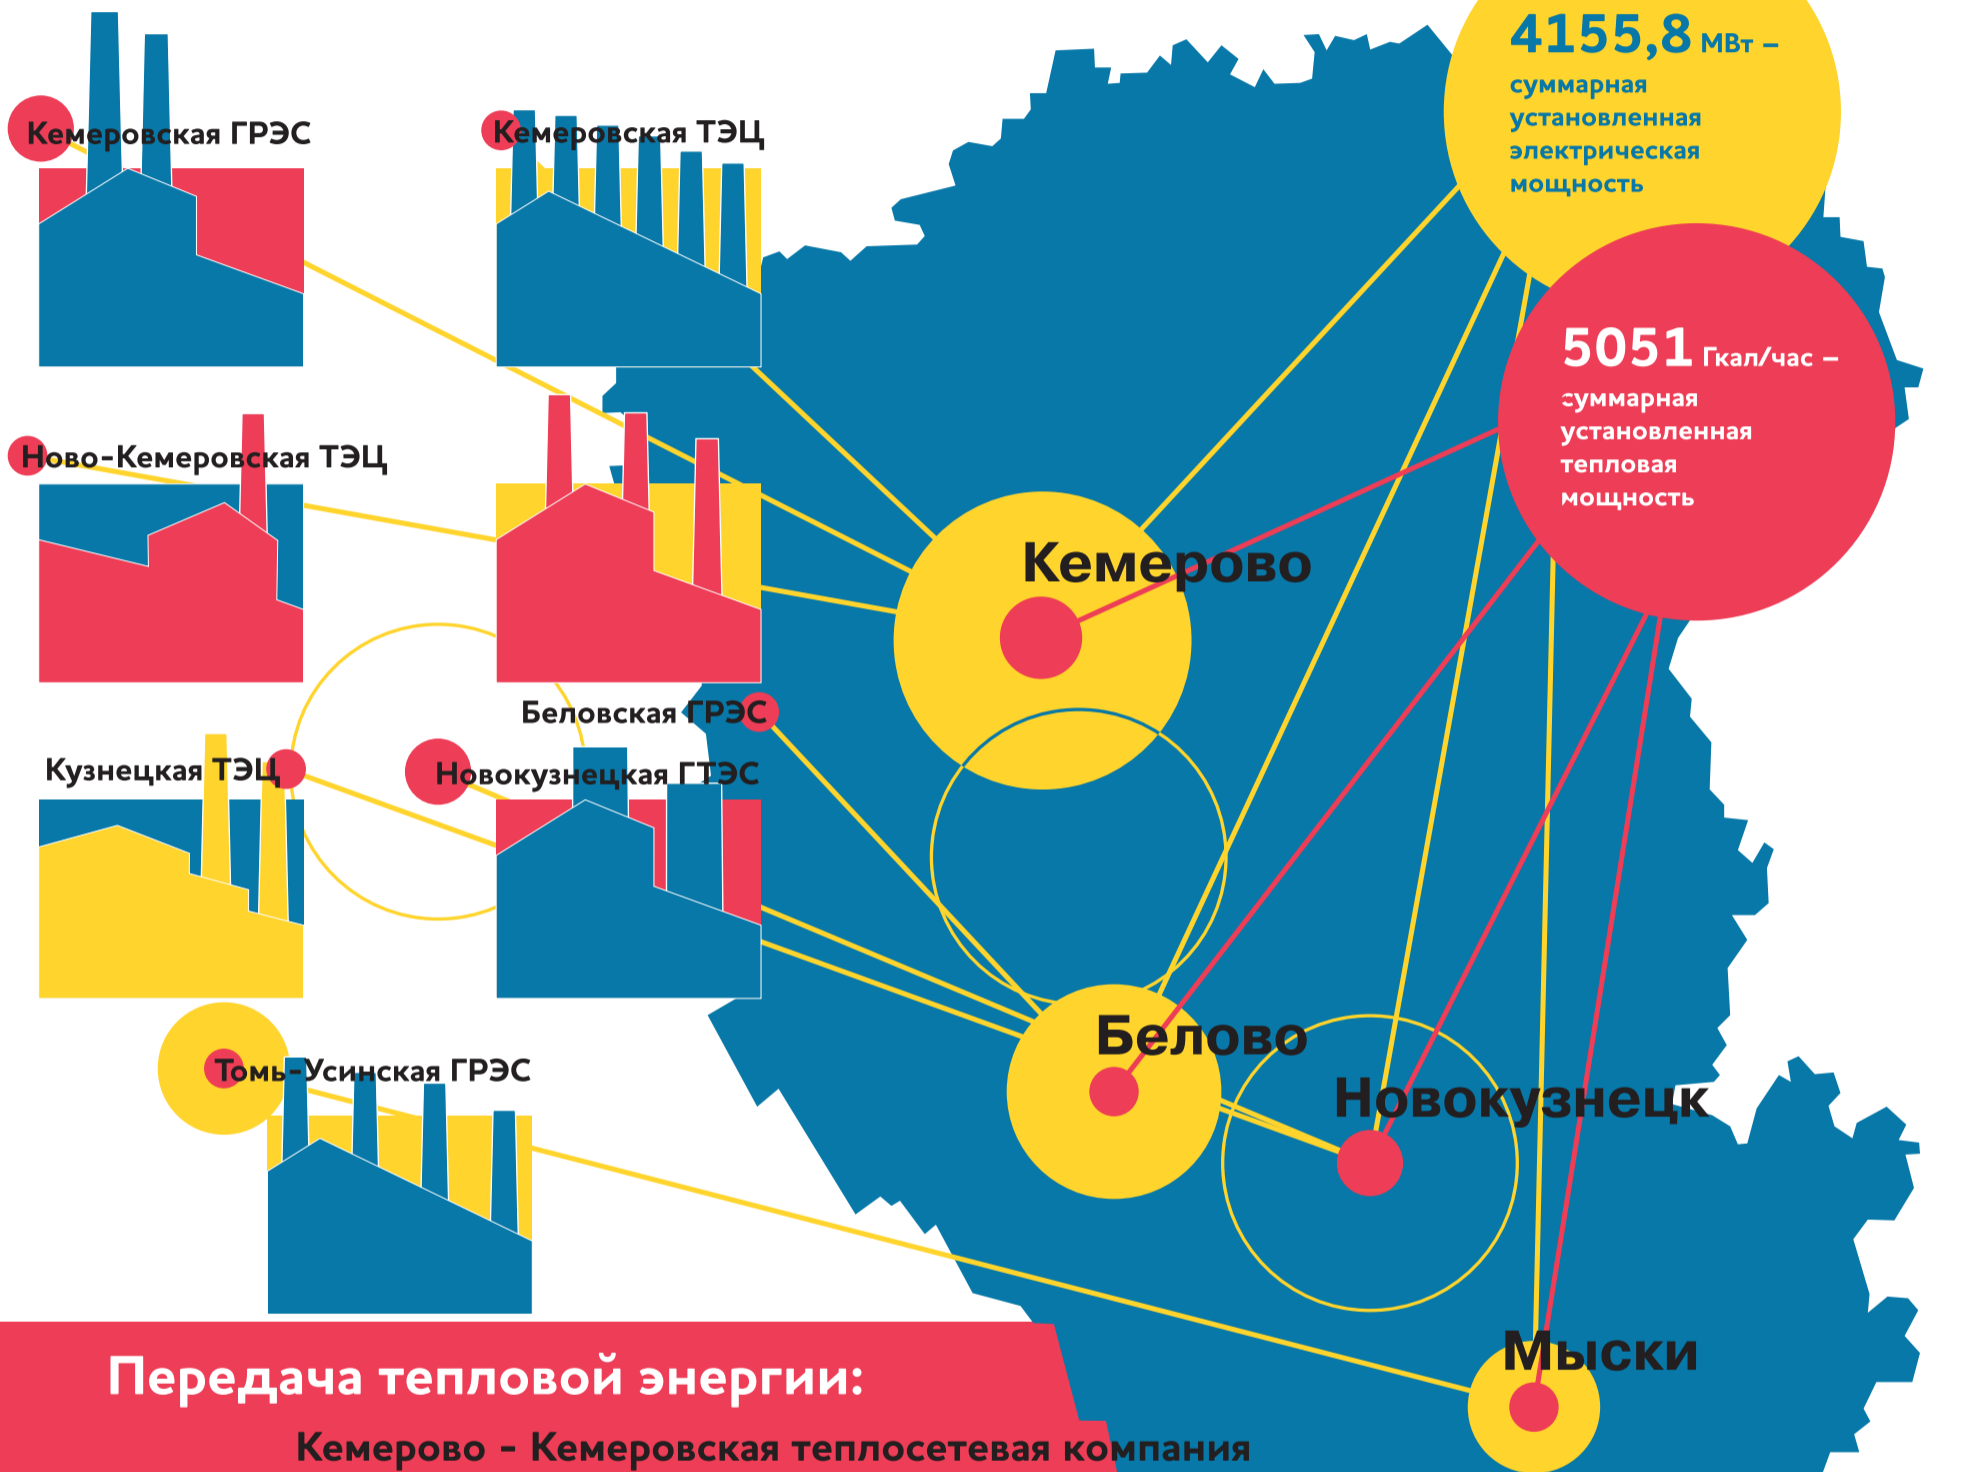 4155,8 МВт –
суммарная
установленная
электрическая
мощность
Кемеровская ГРЭС
Кемеровская ТЭЦ
5051 Гкал/час –
суммарная
установленная
тепловая
мощность
Ново-Кемеровская ТЭЦ
Кемерово
Беловская ГРЭС
Кузнецкая ТЭЦ
Новокузнецкая ГТЭС
Белово
Томь-Усинская ГРЭС
Новокузнецк
Мыски
Передача тепловой энергии:
Кемерово - Кемеровская теплосетевая компания